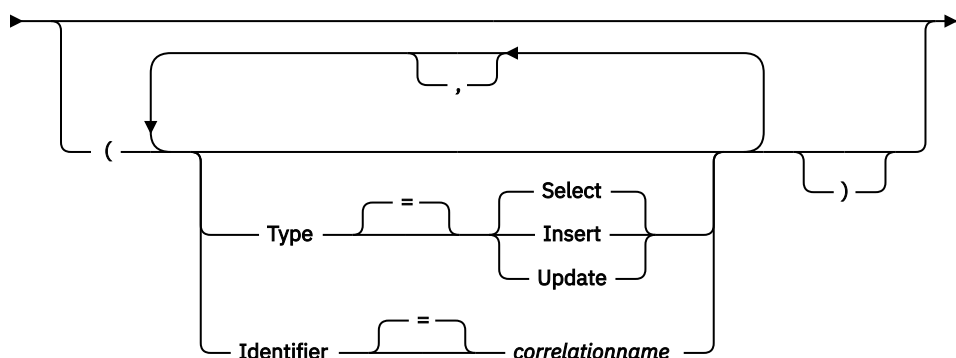 ,
(
)
Select
Type = Insert
Update
Identifier = correlationname